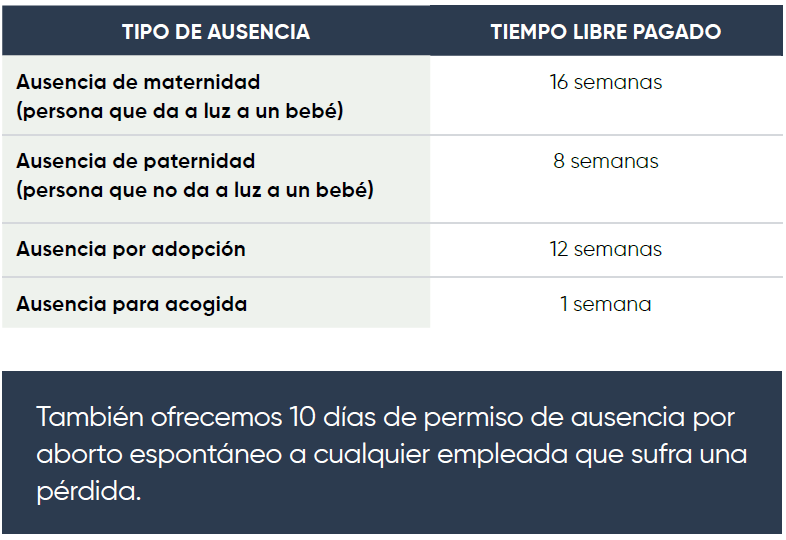 TIPO DE AUSENCIA
TIEMPO LIBRE PAGADO
Ausencia de maternidad
(persona que da a luz a un bebé)
16 semanas
Ausencia de paternidad
(persona que no da a luz a un bebé)
8 semanas
Ausencia por adopción
12 semanas
Ausencia para acogida
1 semana
También ofrecemos 10 días de permiso de ausencia por
aborto espontáneo a cualquier empleada que sufra una
pérdida.